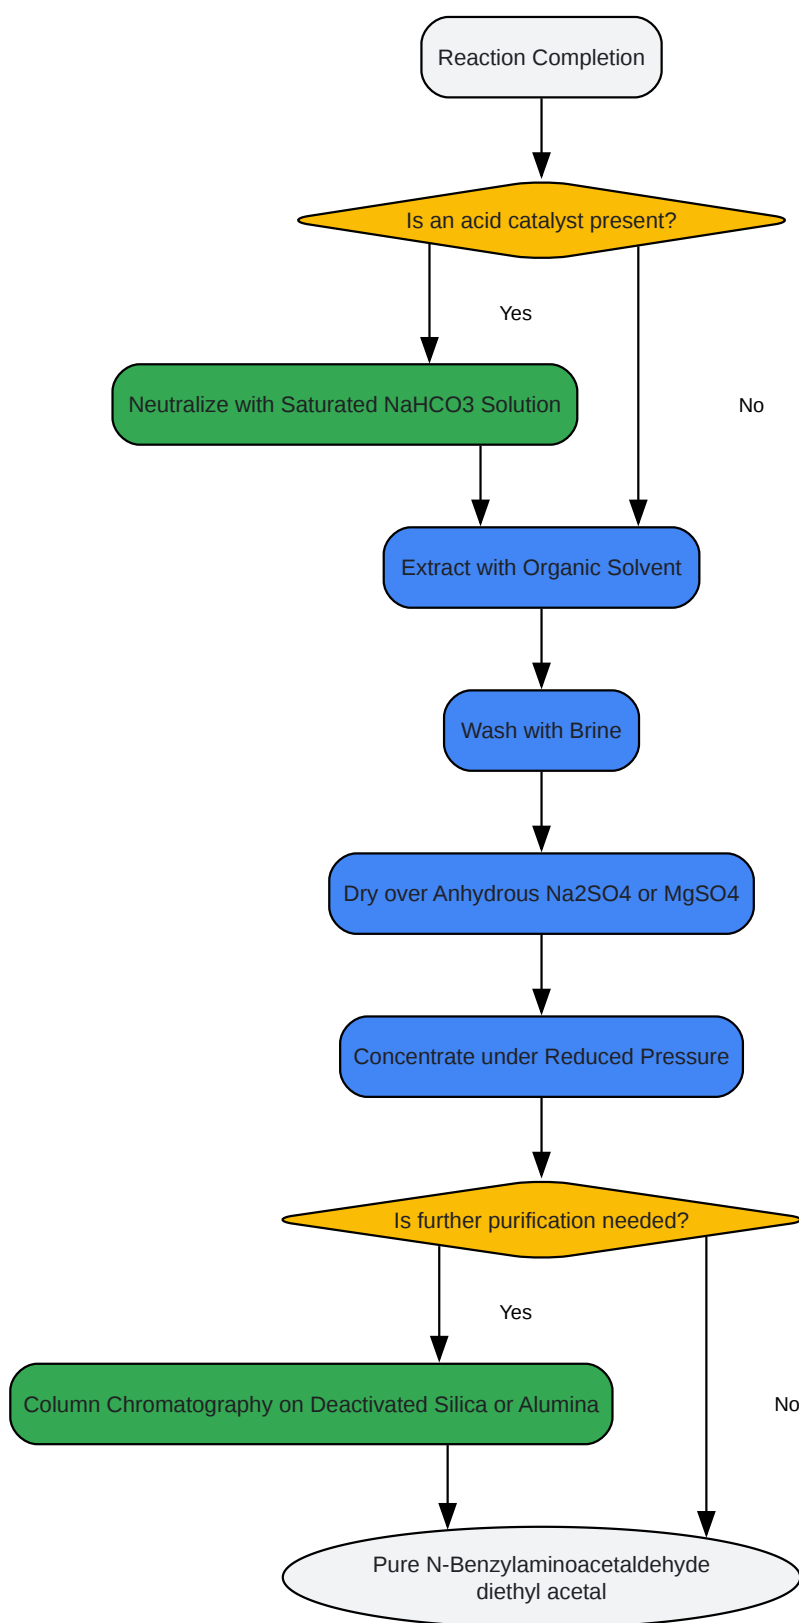 Reaction Completion
Is an acid catalyst present?
Yes
Neutralize with Saturated NaHCO3 Solution
No
Extract with Organic Solvent
Wash with Brine
Dry over Anhydrous Na2SO4 or MgSO4
Concentrate under Reduced Pressure
Is further purification needed?
Yes
Column Chromatography on Deactivated Silica or Alumina
No
Pure N-Benzylaminoacetaldehyde
diethyl acetal